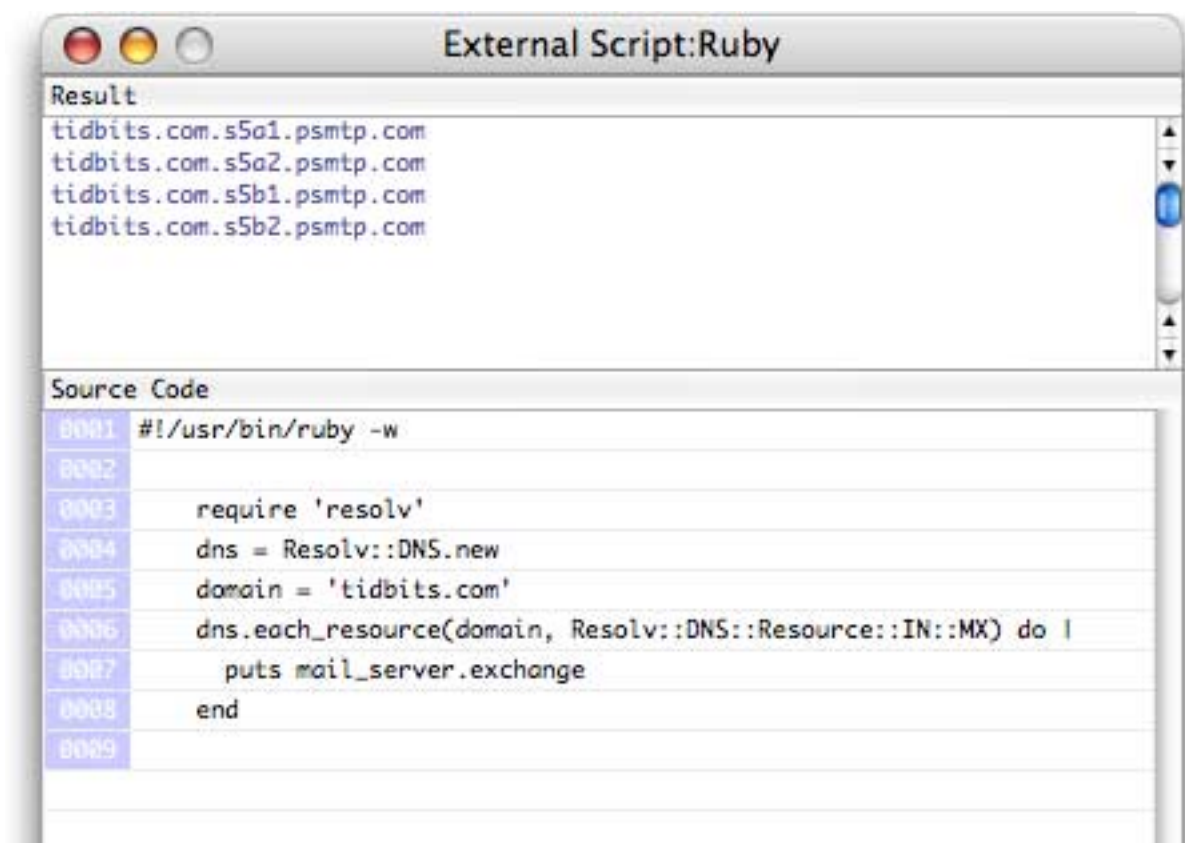 External Script:Ruby
Result
tidbits.com.s5a1.psmtp.com
tidbits.com.s5a2.psmtp.com
tidbits.com.s5b1.psmtp.com
tidbits.com.s5b2.psmtp.com
Source Code
0001 #!/usr/bin/ruby -w
0002
0003 require 'resolv'
0004 dns = Resolv::DNS.new
0005 domain = 'tidbits.com'
0006 dns.each_resource(domain, Resolv::DNS::Resource::IN::MX) do |
0007 puts mail_server.exchange
0008 end
0009